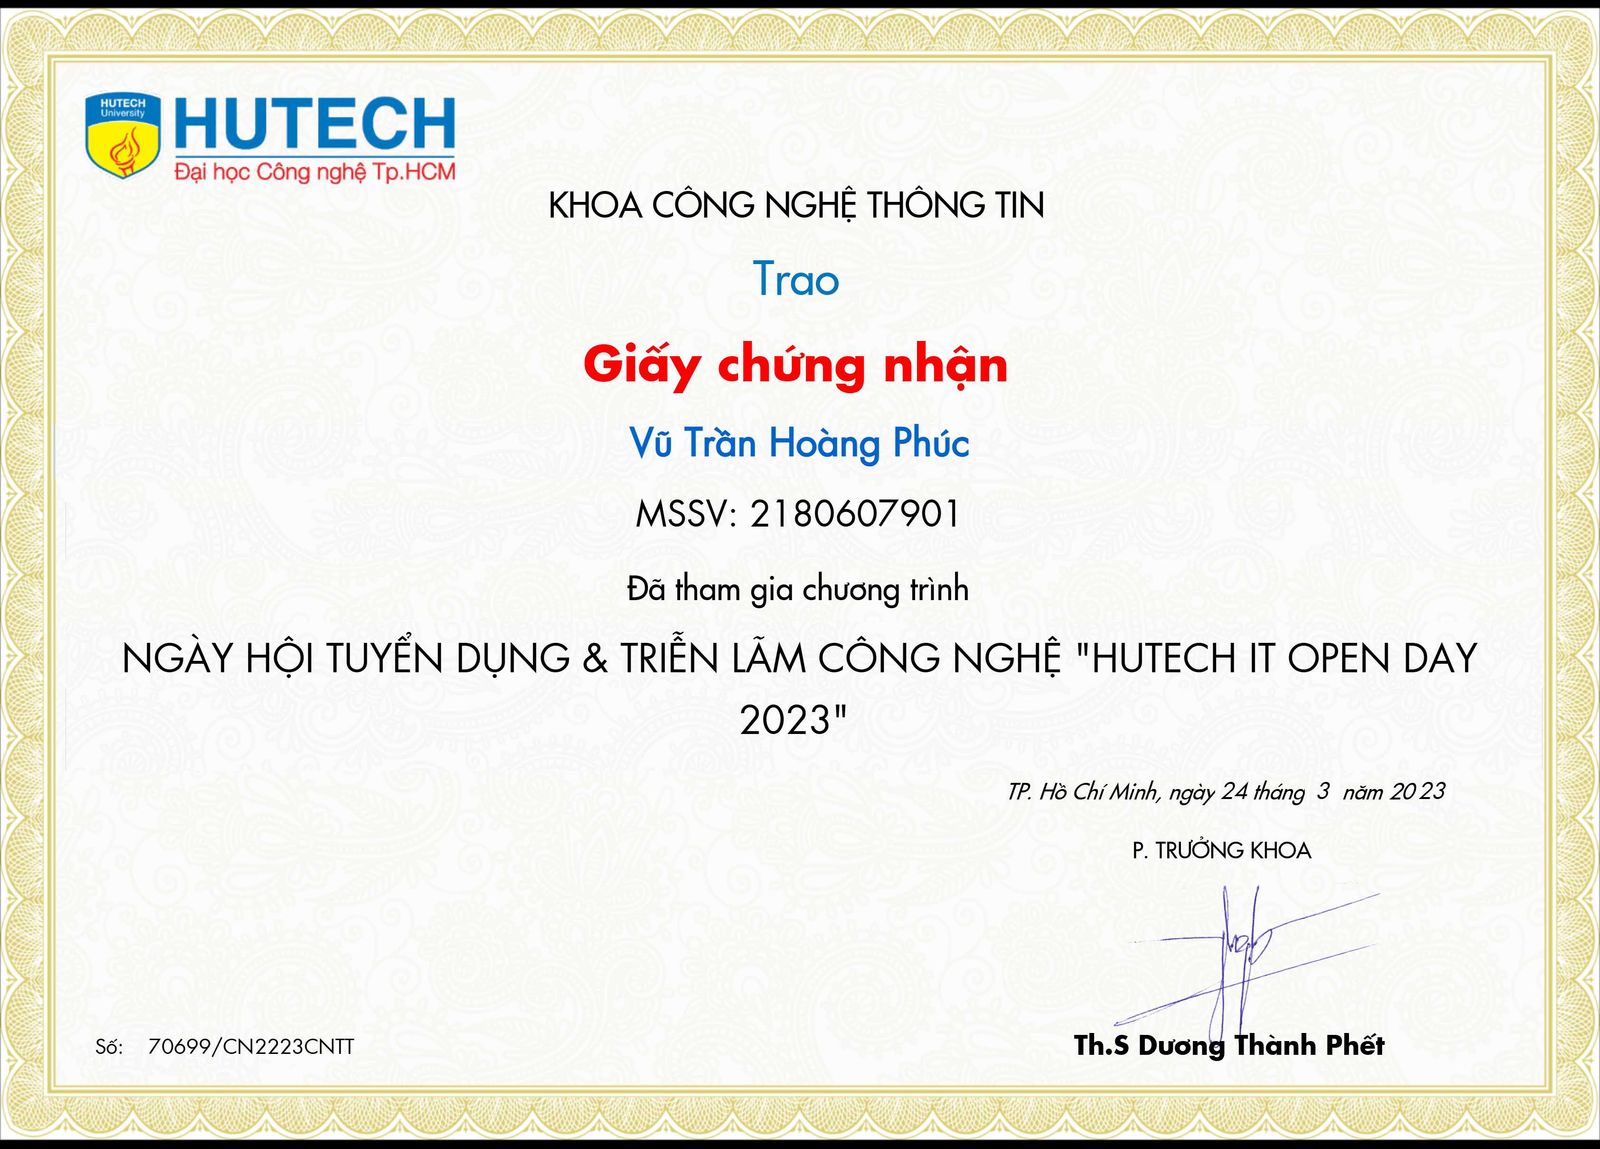 HUTECH
University
HUTECH
Đại học Công nghệ Tp.HCM
KHOA CÔNG NGHỆ THÔNG TIN
Trao
Giấy chứng nhận
Vũ Trần Hoàng Phúc
MSSV: 2180607901
Đã tham gia chương trình
NGÀY HỘI TUYỂN DỤNG & TRIỄN LÃM CÔNG NGHỆ "HUTECH IT OPEN DAY
2023"
TP. Hồ Chí Minh, ngày 24 tháng 3 năm 2023
P. TRƯỞNG KHOA
Th.S Dương Thành Phết
Số: 70699/CN2223CNTT